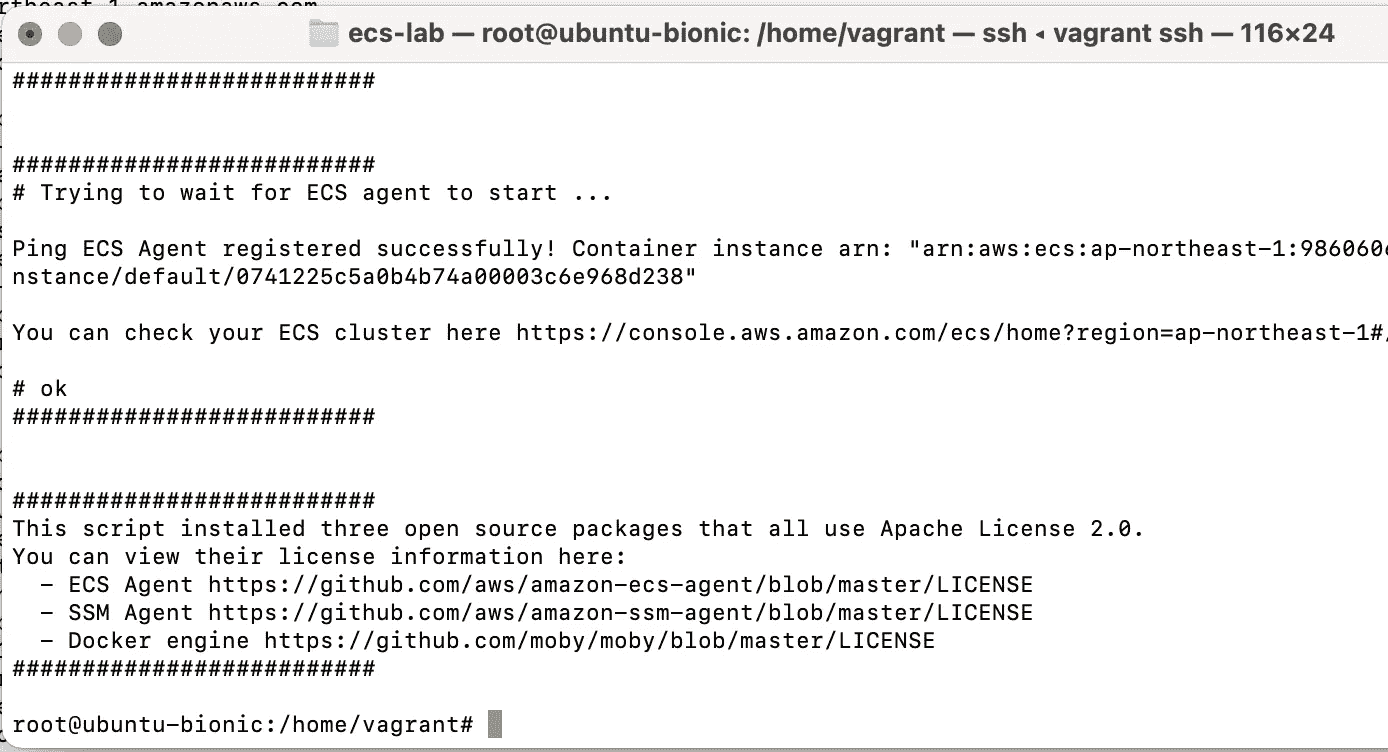 rtheast-1.amazonaws.com
ecs-lab — root@ubuntu-bionic: /home/vagrant — ssh ◂ vagrant ssh — 116×24
##########################
##########################
# Trying to wait for ECS agent to start ...
Ping ECS Agent registered successfully! Container instance arn: "arn:aws:ecs:ap-northeast-1:986060
nstance/default/0741225c5a0b4b74a00003c6e968d238"
You can check your ECS cluster here https://console.aws.amazon.com/ecs/home?region=ap-northeast-1#/
# ok
##########################
##########################
This script installed three open source packages that all use Apache License 2.0.
You can view their license information here:
  - ECS Agent https://github.com/aws/amazon-ecs-agent/blob/master/LICENSE
  - SSM Agent https://github.com/aws/amazon-ssm-agent/blob/master/LICENSE
  - Docker engine https://github.com/moby/moby/blob/master/LICENSE
##########################
root@ubuntu-bionic:/home/vagrant#